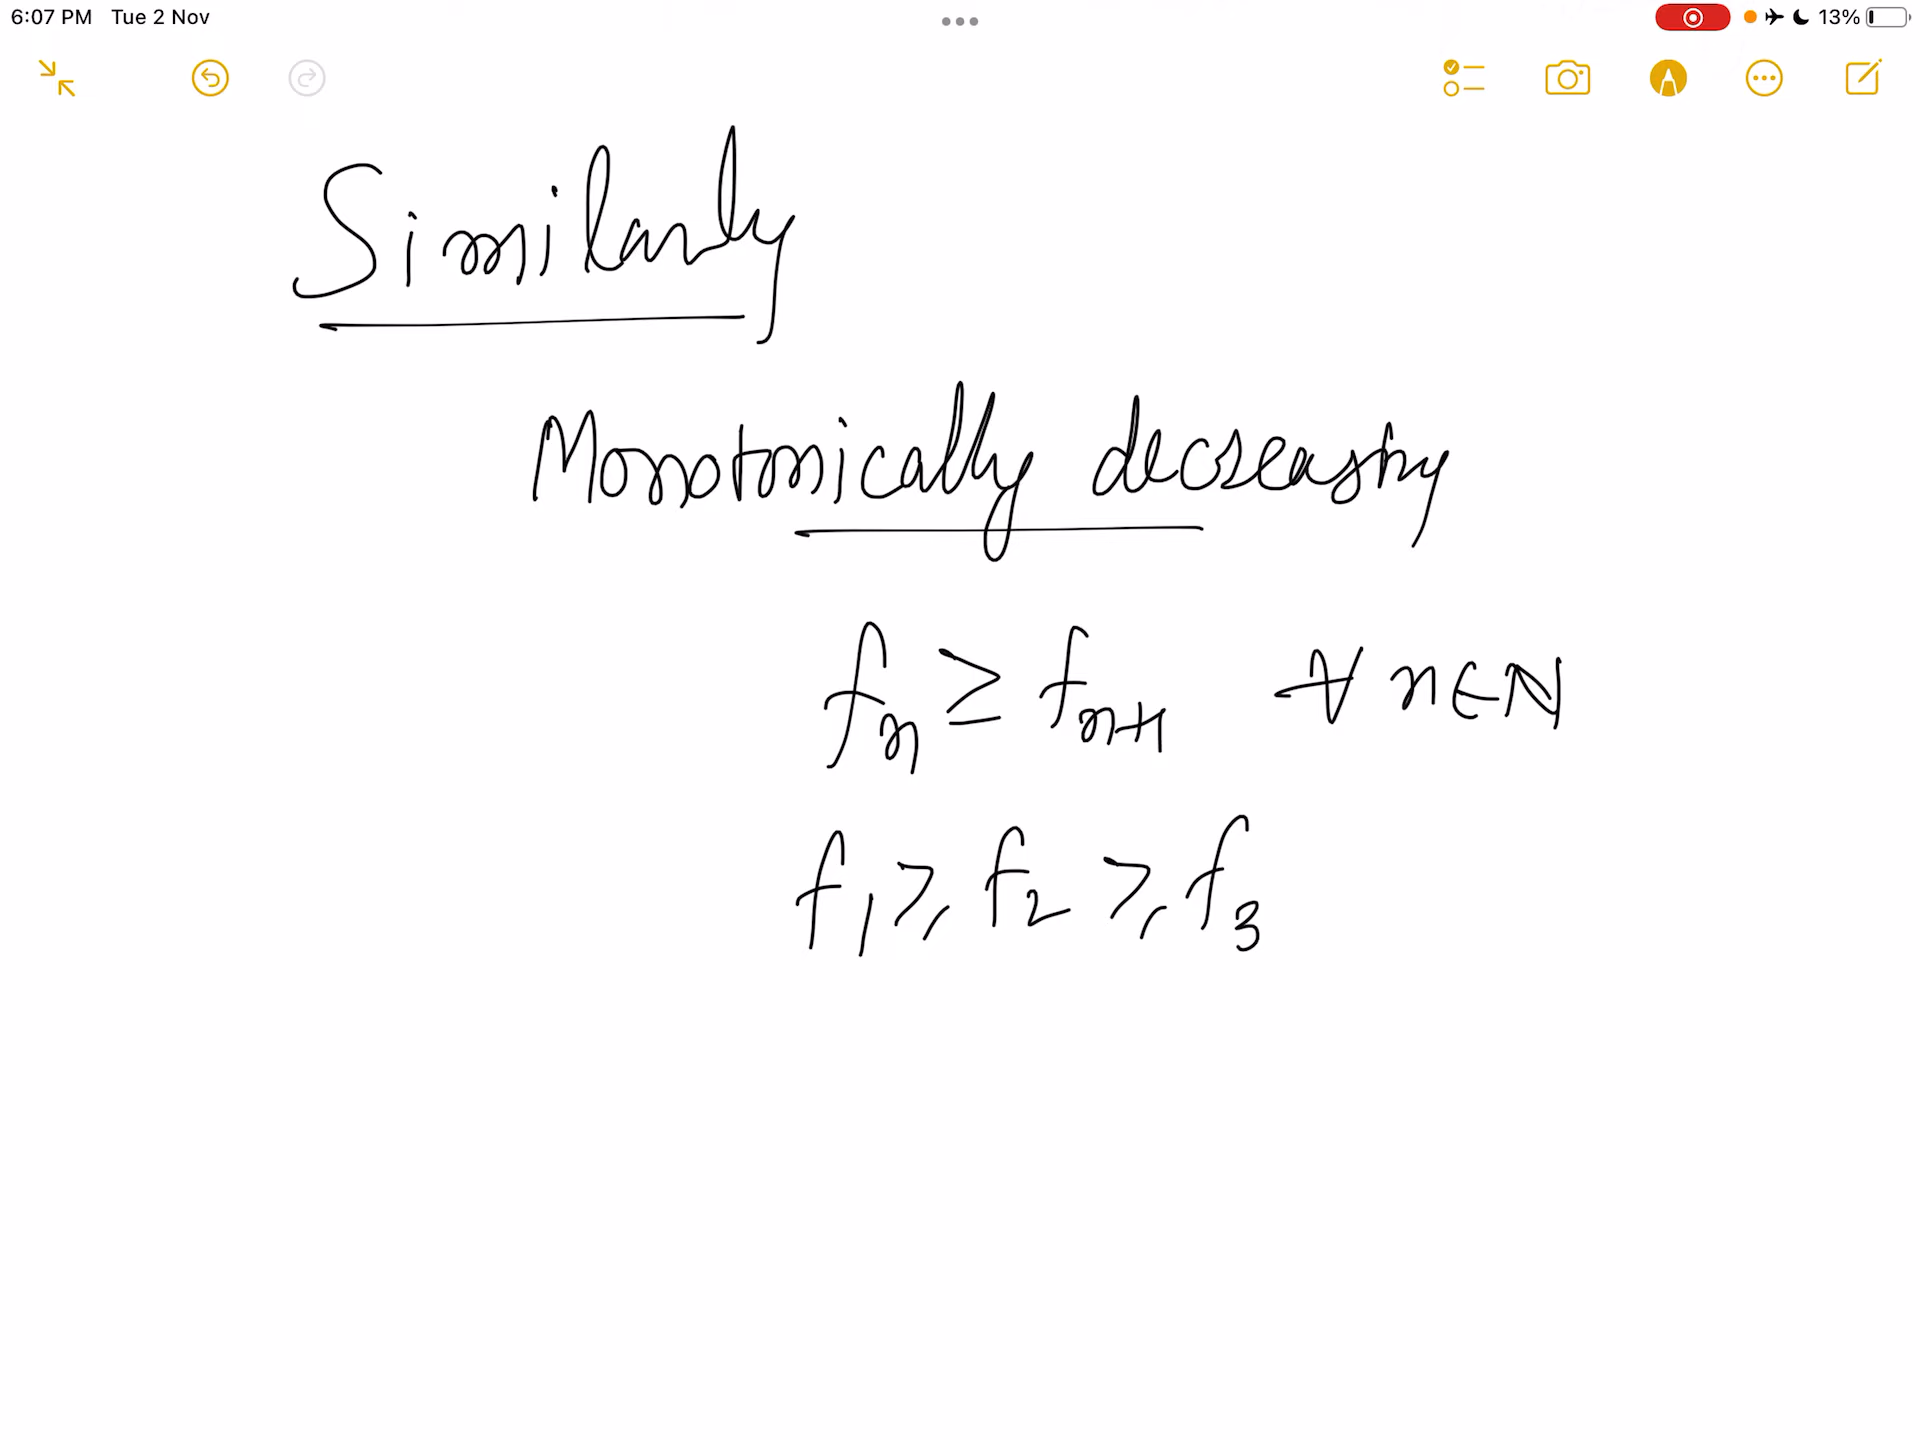 6:07 PM Tue 2 Nov 13%
Similarly
Monotonically decreasing
fₙ ≥ fₙ₊₁ ∀ n∈ℕ
f₁ ≥ f₂ ≥ f₃